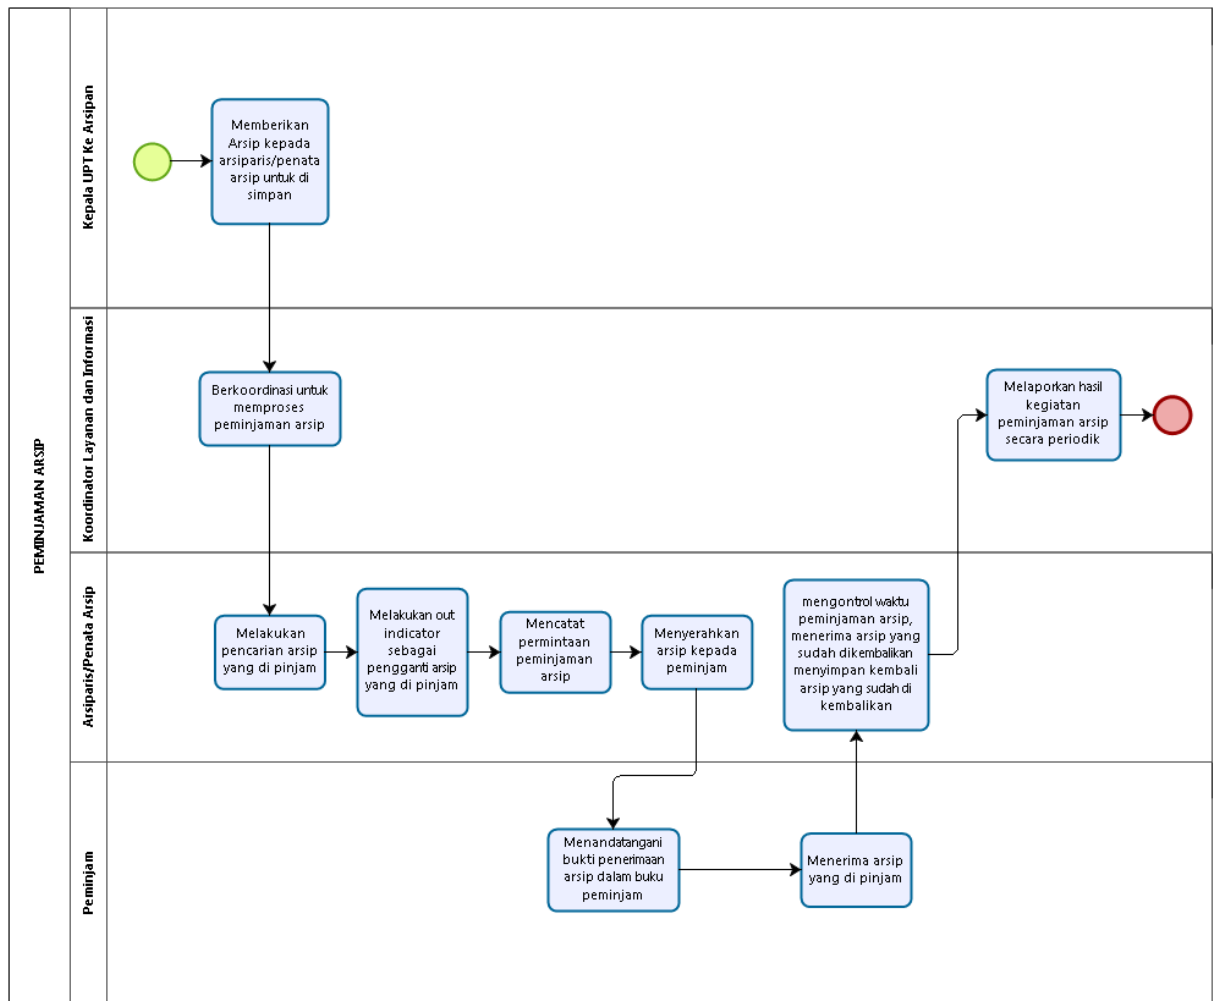 PEMINJAMAN ARSIP
Kepala UPT Ke Arsipan
Memberikan
Arsip kepada
arsiparis/penata
arsip untuk di
simpan
Koordinator Layanan dan Informasi
Berkoordinasi untuk
memproses
peminjaman arsip
Melaporkan hasil
kegiatan
peminjaman arsip
secara periodik
Arsiparis/Penata Arsip
Melakukan
pencarian arsip
yang di pinjam
Melakukan out
indicator
sebagai
pengganti arsip
yang di pinjam
Mencatat
permintaan
peminjaman
arsip
Menyerahkan
arsip kepada
peminjam
mengontrol waktu
peminjaman arsip,
menerima arsip yang
sudah dikembalikan
menyimpan kembali
arsip yang sudah di
kembalikan
Peminjam
Menandatangani
bukti penerimaan
arsip dalam buku
peminjam
Menerima arsip
yang di pinjam